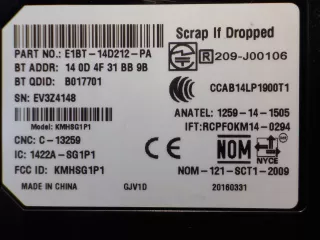 Scrap If Dropped
PART NO.: E1BT-14D212-PA
BT ADDR: 14 0D 4F 31 BB 9B
R 209-J00106
BT QDID: B017701
CCAB14LP1900T1
SN: EV3Z4148
ANATEL: 1259-14-1505
Model: KMHSG1P1
IFT:RCPFOKM14-0294
CNC: C-13259
IC: 1422A-SG1P1
CE
NOM
NYCE
FCC ID: KMHSG1P1
NOM-121-SCT1-2009
MADE IN CHINA
GJV1D
20160331